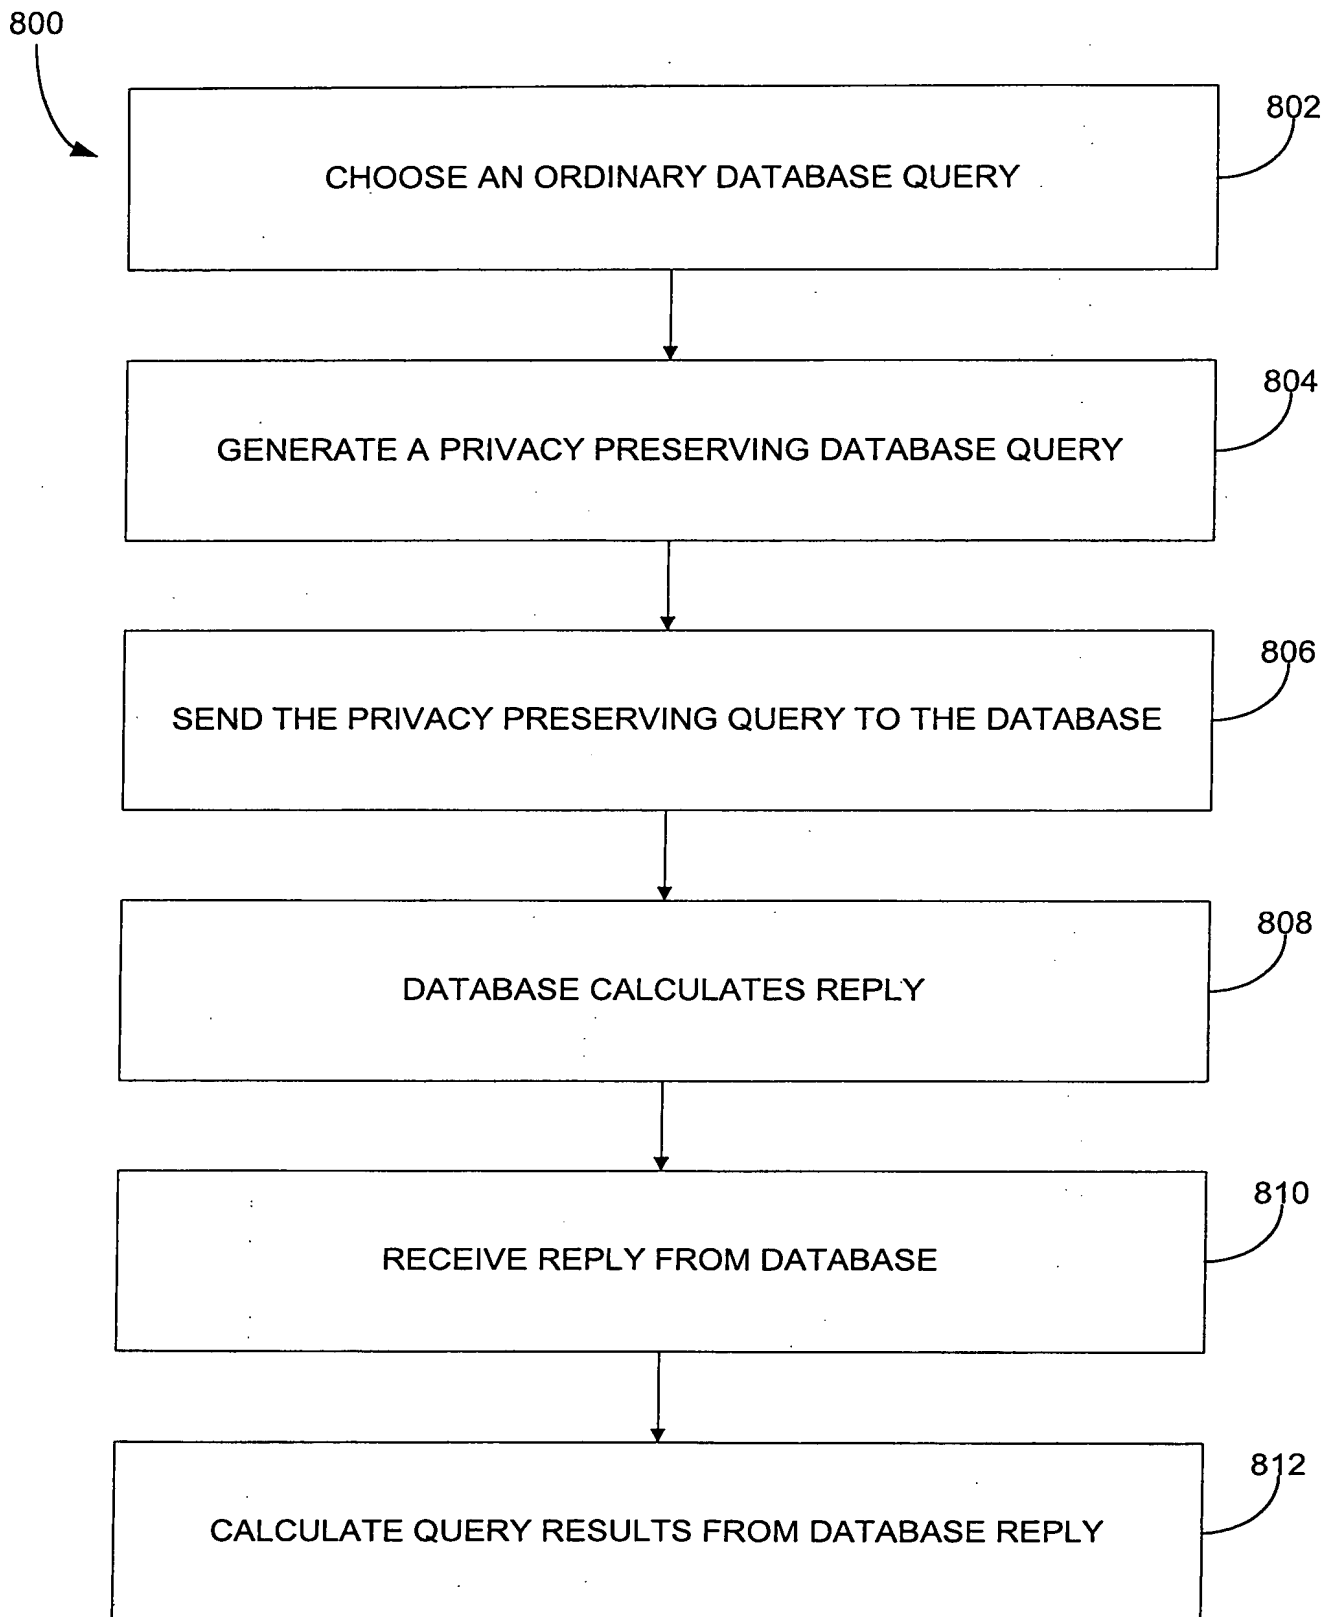 800
802
CHOOSE AN ORDINARY DATABASE QUERY
804
GENERATE A PRIVACY PRESERVING DATABASE QUERY
806
SEND THE PRIVACY PRESERVING QUERY TO THE DATABASE
808
DATABASE CALCULATES REPLY
810
RECEIVE REPLY FROM DATABASE
812
CALCULATE QUERY RESULTS FROM DATABASE REPLY